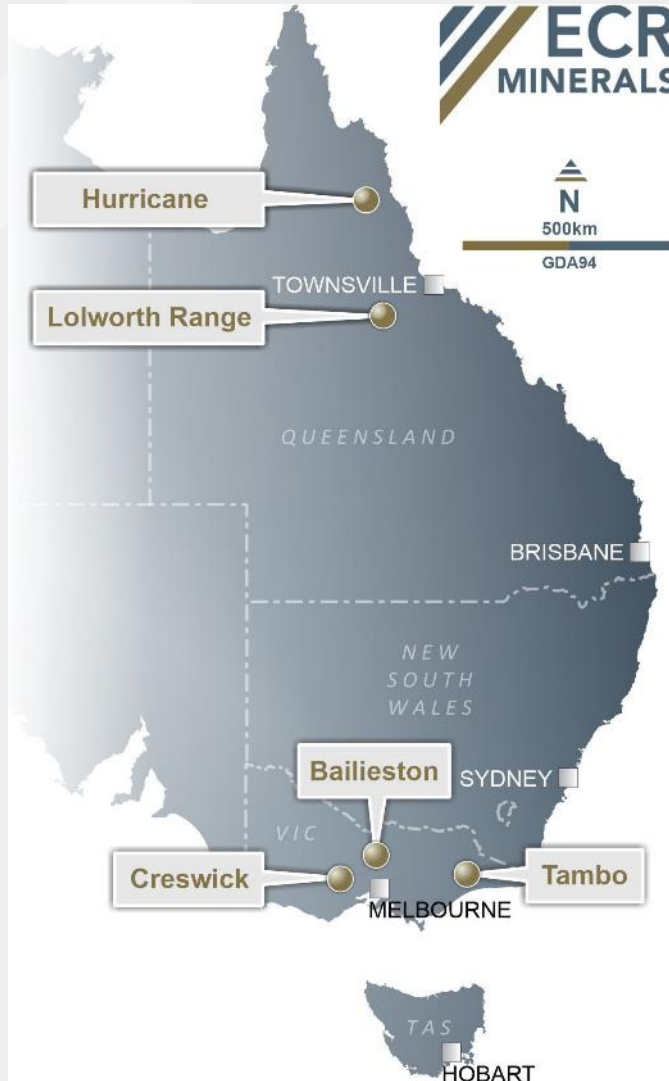 ECR
MINERALS
N
500km
GDA94
Hurricane
TOWNSVILLE
Lolworth Range
QUEENSLAND
BRISBANE
NEW
SOUTH
WALES
Bailieston
SYDNEY
VIC
Creswick
Tambo
MELBOURNE
TAS
HOBART